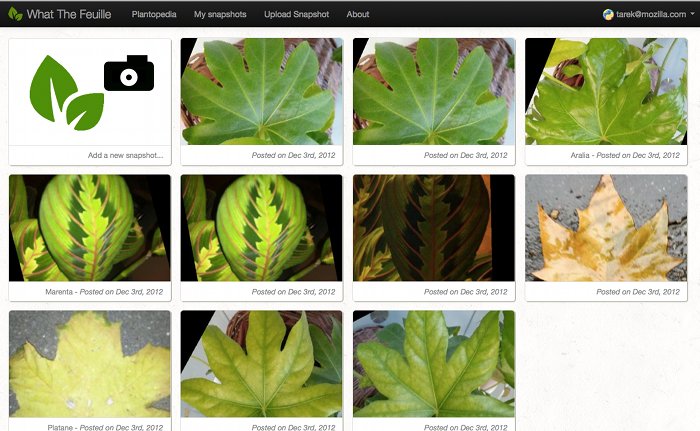 What The Feuille Plantopedia My snapshots Upload Snapshot About tarek@mozilla.com
Add a new snapshot...
Posted on Dec 3rd, 2012
Posted on Dec 3rd, 2012
Aralia - Posted on Dec 3rd, 2012
Marenta - Posted on Dec 3rd, 2012
Posted on Dec 3rd, 2012
Posted on Dec 3rd, 2012
Posted on Dec 3rd, 2012
Platane - Posted on Dec 3rd, 2012
Posted on Dec 3rd, 2012
Posted on Dec 3rd, 2012